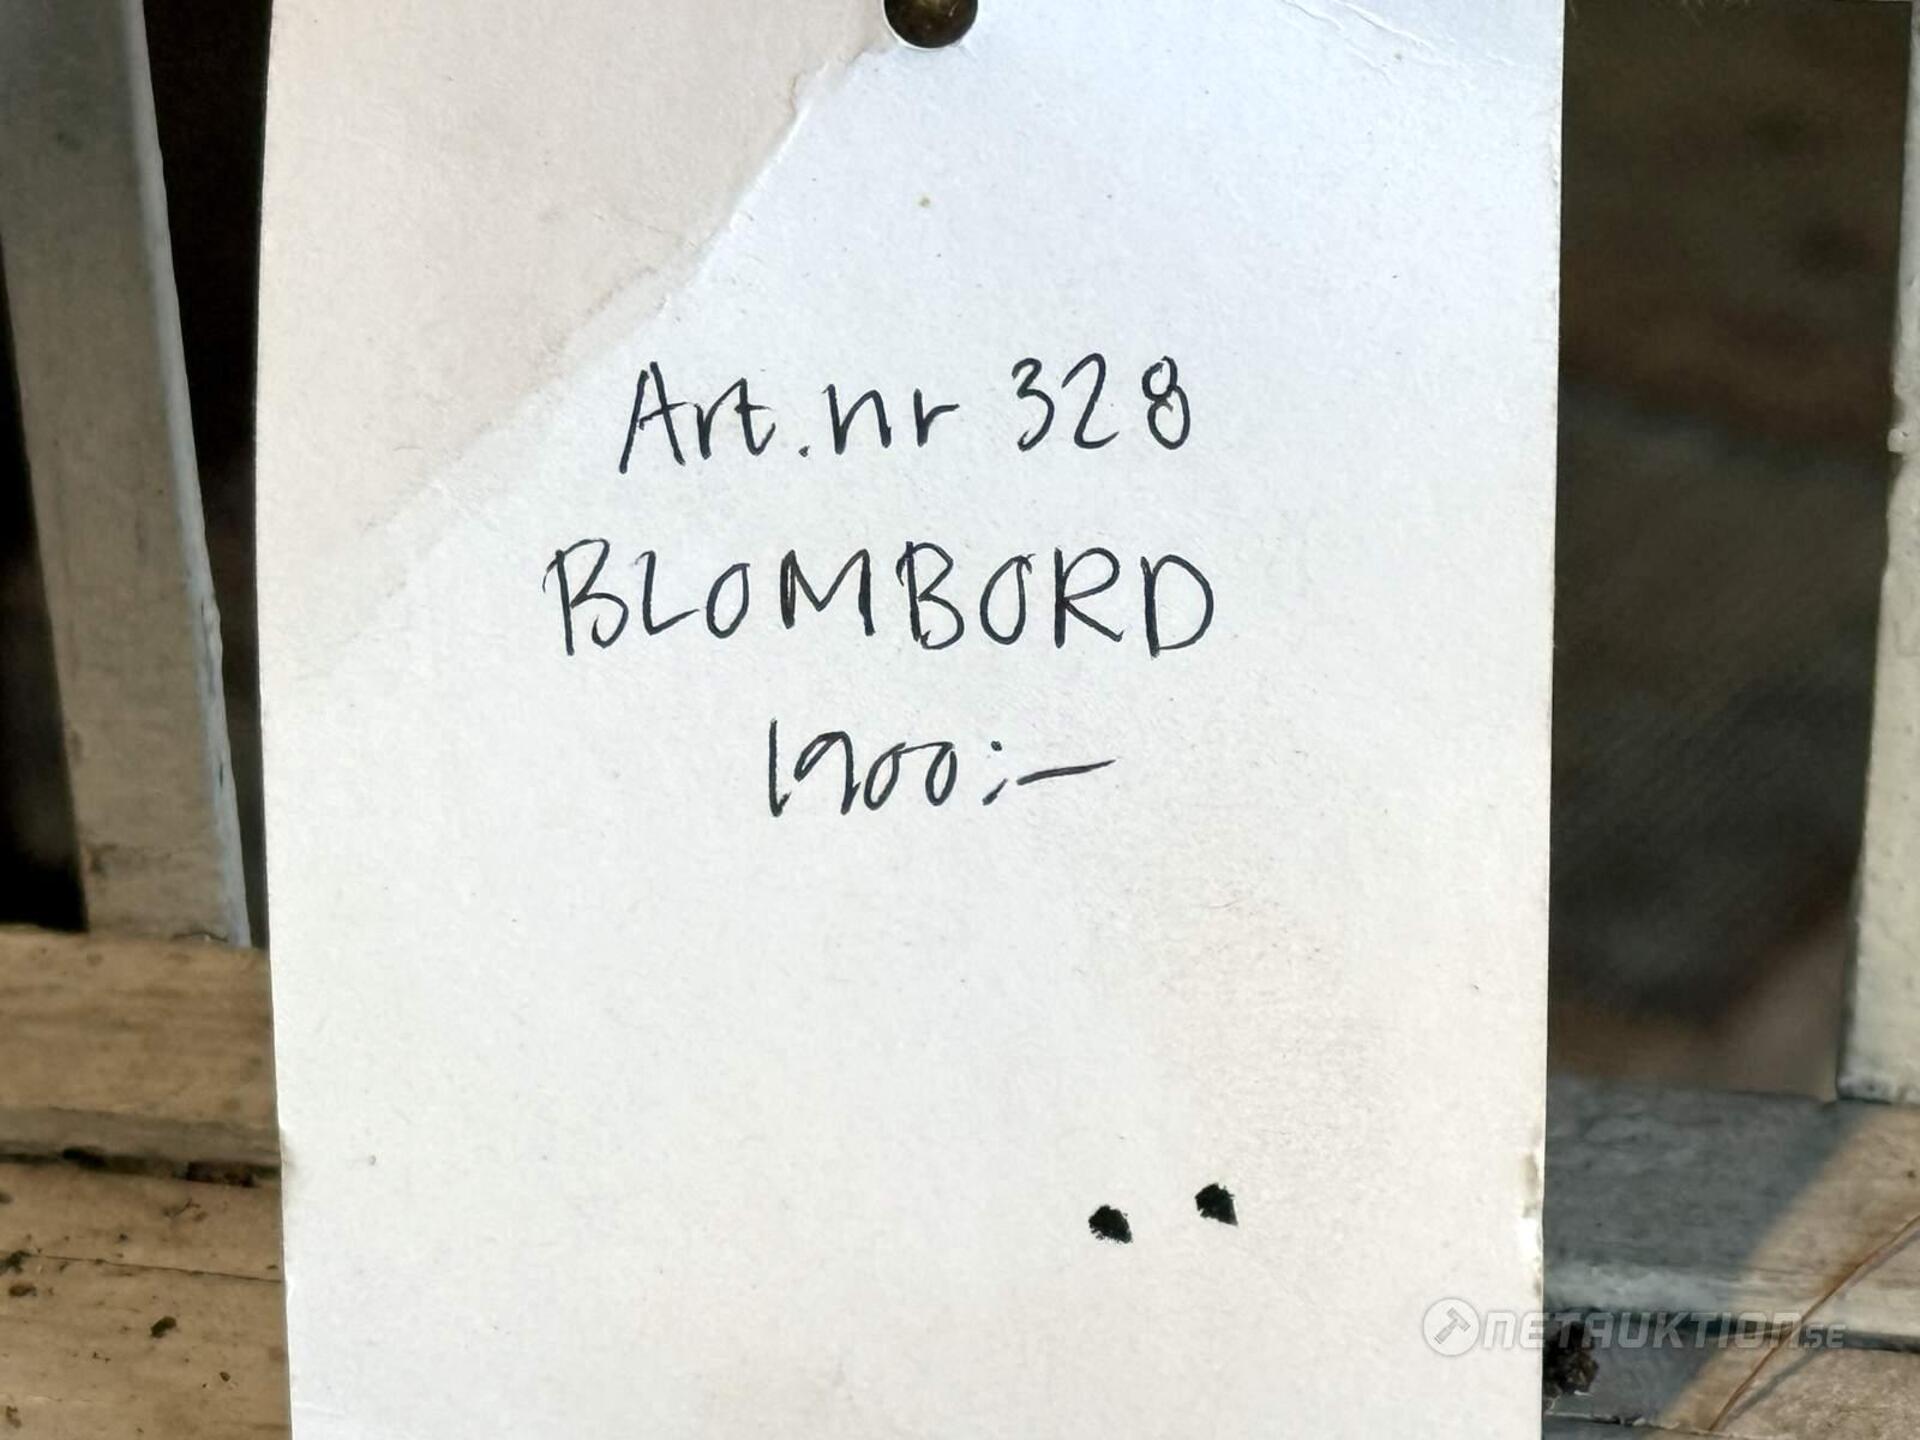 Art.nr 328
BLOMBORD
1900:-
NETAUKTION.SE